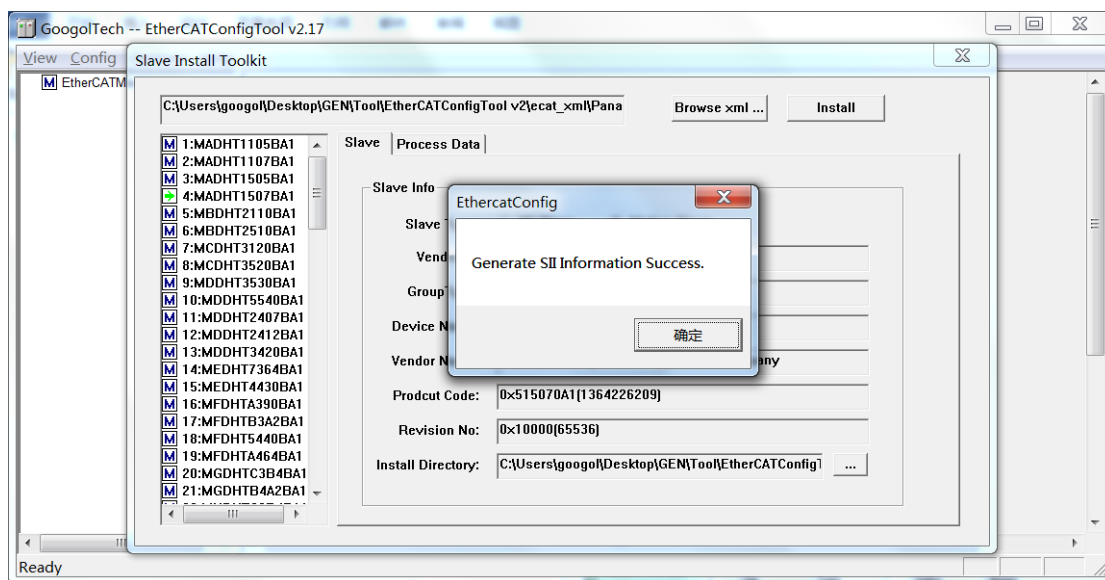 GoogolTech -- EtherCATConfigTool v2.17
View Config
Slave Install Toolkit
EtherCATM
C:\Users\googol\Desktop\GEN\Tool\EtherCATConfigTool v2\ecat_xml\Pana
Browse xml ...
Install
M 1:MADHT1105BA1
M 2:MADHT1107BA1
M 3:MADHT1505BA1
4:MADHT1507BA1
M 5:MBDHT2110BA1
M 6:MBDHT2510BA1
M 7:MCDHT3120BA1
M 8:MCDHT3520BA1
M 9:MDDHT3530BA1
M 10:MDDHT5540BA1
M 11:MDDHT2407BA1
M 12:MDDHT2412BA1
M 13:MDDHT3420BA1
M 14:MEDHT7364BA1
M 15:MEDHT4430BA1
M 16:MFDHTA390BA1
M 17:MFDHTB3A2BA1
M 18:MFDHT5440BA1
M 19:MFDHTA464BA1
M 20:MGDHTC3B4BA1
M 21:MGDHTB4A2BA1
Slave
Process Data
Slave Info
Slave
Vend
Group
Device N
Vendor N
any
Prodcut Code:
0x515070A1(1364226209)
Revision No:
0x10000(65536)
Install Directory:
C:\Users\googol\Desktop\GEN\Tool\EtherCATConfigT
...
EthercatConfig
Generate SII Information Success.
确定
Ready